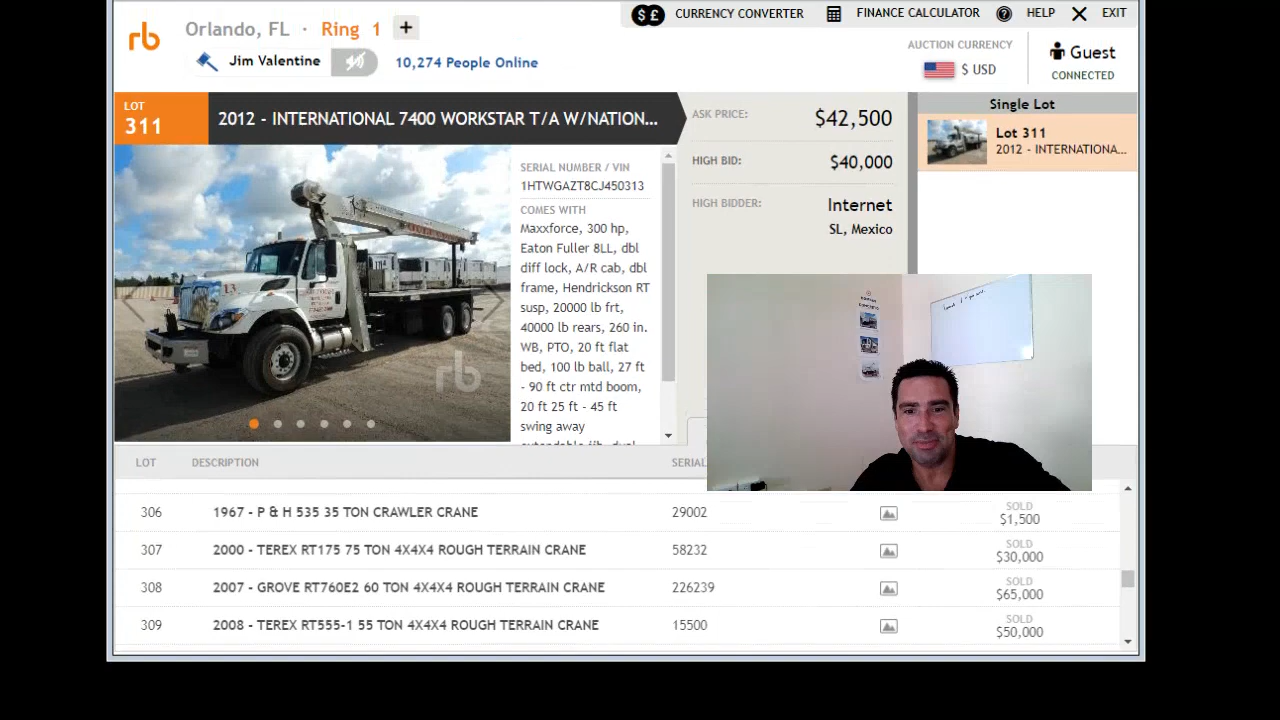 rb
Orlando, FL · Ring 1 +
$ £ CURRENCY CONVERTER FINANCE CALCULATOR ? HELP EXIT
Jim Valentine
10,274 People Online
AUCTION CURRENCY
$ USD
Guest
CONNECTED
LOT
311
2012 - INTERNATIONAL 7400 WORKSTAR T/A W/NATION...
ASK PRICE: $42,500
HIGH BID: $40,000
HIGH BIDDER: Internet
SL, Mexico
Single Lot
Lot 311
2012 - INTERNATIONA...
SERIAL NUMBER / VIN
1HTWGAZT8CJ450313
COMES WITH
Maxxforce, 300 hp,
Eaton Fuller 8LL, dbl
diff lock, A/R cab, dbl
frame, Hendrickson RT
susp, 20000 lb frt,
40000 lb rears, 260 in.
WB, PTO, 20 ft flat
bed, 100 lb ball, 27 ft
- 90 ft ctr mtd boom,
20 ft 25 ft - 45 ft
swing away
rb
LOT DESCRIPTION SERIAL
306 1967 - P & H 535 35 TON CRAWLER CRANE 29002 SOLD
$1,500
307 2000 - TEREX RT175 75 TON 4X4X4 ROUGH TERRAIN CRANE 58232 SOLD
$30,000
308 2007 - GROVE RT760E2 60 TON 4X4X4 ROUGH TERRAIN CRANE 226239 SOLD
$65,000
309 2008 - TEREX RT555-1 55 TON 4X4X4 ROUGH TERRAIN CRANE 15500 SOLD
$50,000